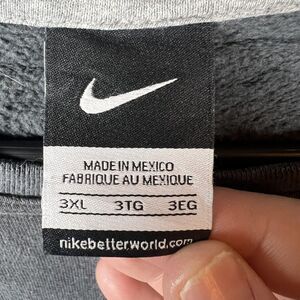 MADE IN MEXICO
FABRIQUE AU MEXIQUE
3XL 3TG 3EG
nikebetterworld.com